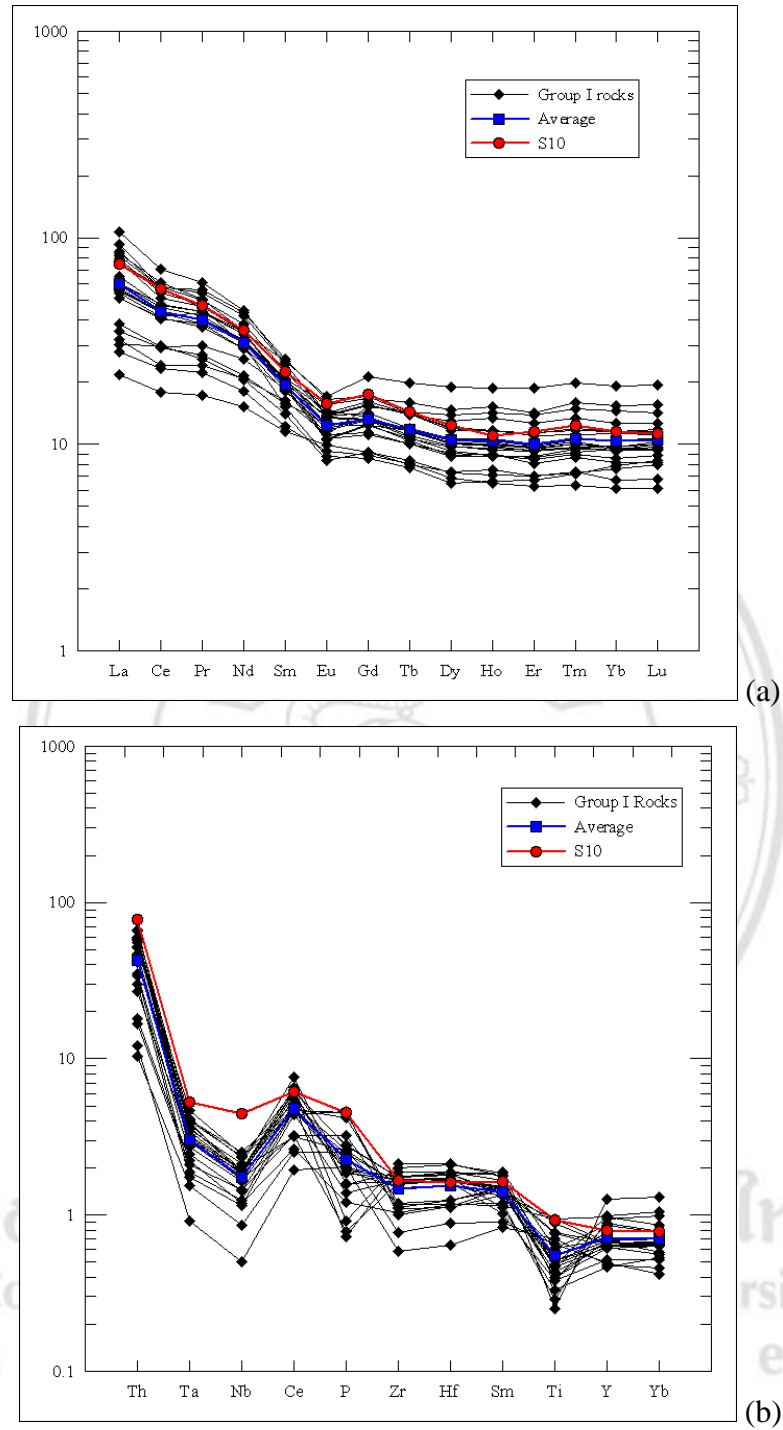 1000
Group I rocks
Average
S10
100
10
1
La Ce Pr Nd Sm Eu Gd Tb Dy Ho Er Tm Yb Lu
(a)
1000
Group I Rocks
Average
S10
100
10
1
0.1
Th Ta Nb Ce P Zr Hf Sm Ti Y Yb
(b)